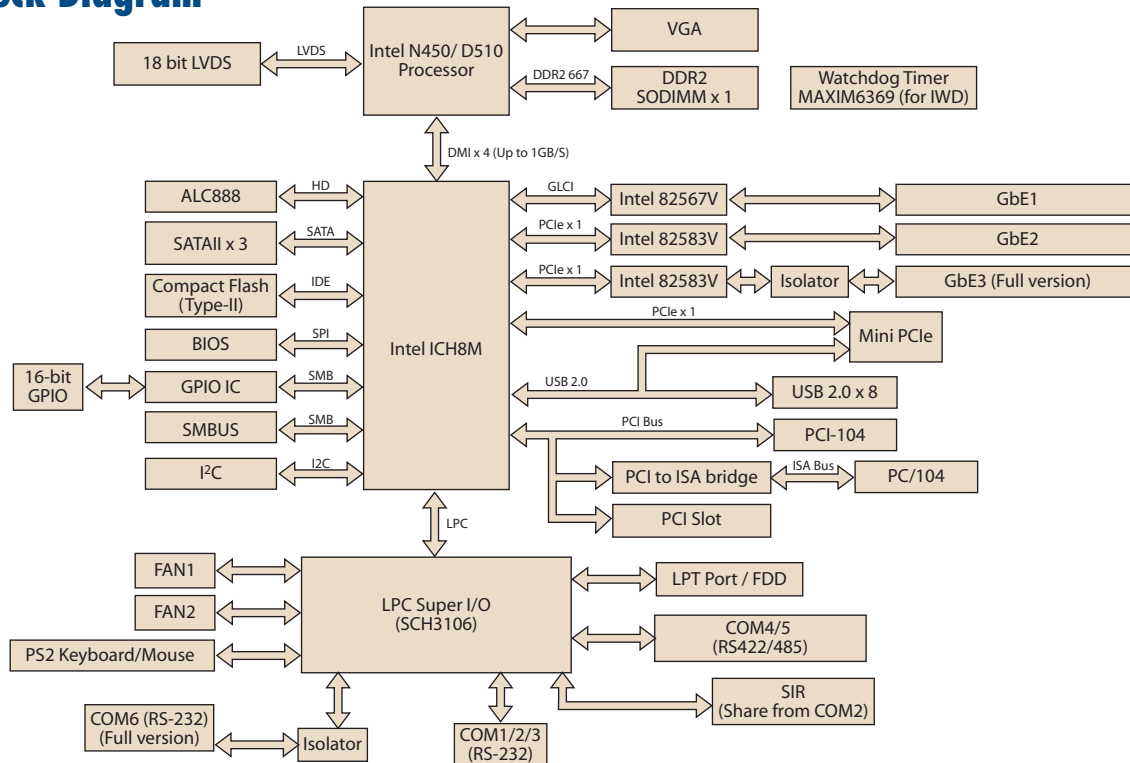 VGA
18 bit LVDS
LVDS
Intel N450/ D510
Processor
DDR2 667
DDR2
SODIMM x 1
Watchdog Timer
MAXIM6369 (for IWD)
DMI x 4 (Up to 1GB/S)
ALC888
HD
GLCI
Intel 82567V
GbE1
SATAII x 3
SATA
PCIe x 1
Intel 82583V
GbE2
Compact Flash
(Type-II)
IDE
PCIe x 1
Intel 82583V
Isolator
GbE3 (Full version)
PCIe x 1
Mini PCIe
BIOS
SPI
Intel ICH8M
16-bit
GPIO
GPIO IC
SMB
USB 2.0
USB 2.0 x 8
SMBUS
SMB
PCI Bus
PCI-104
I²C
I2C
PCI to ISA bridge
ISA Bus
PC/104
PCI Slot
LPC
FAN1
LPT Port / FDD
FAN2
LPC Super I/O
(SCH3106)
COM4/5
(RS422/485)
PS2 Keyboard/Mouse
SIR
(Share from COM2)
COM6 (RS-232)
(Full version)
Isolator
COM1/2/3
(RS-232)